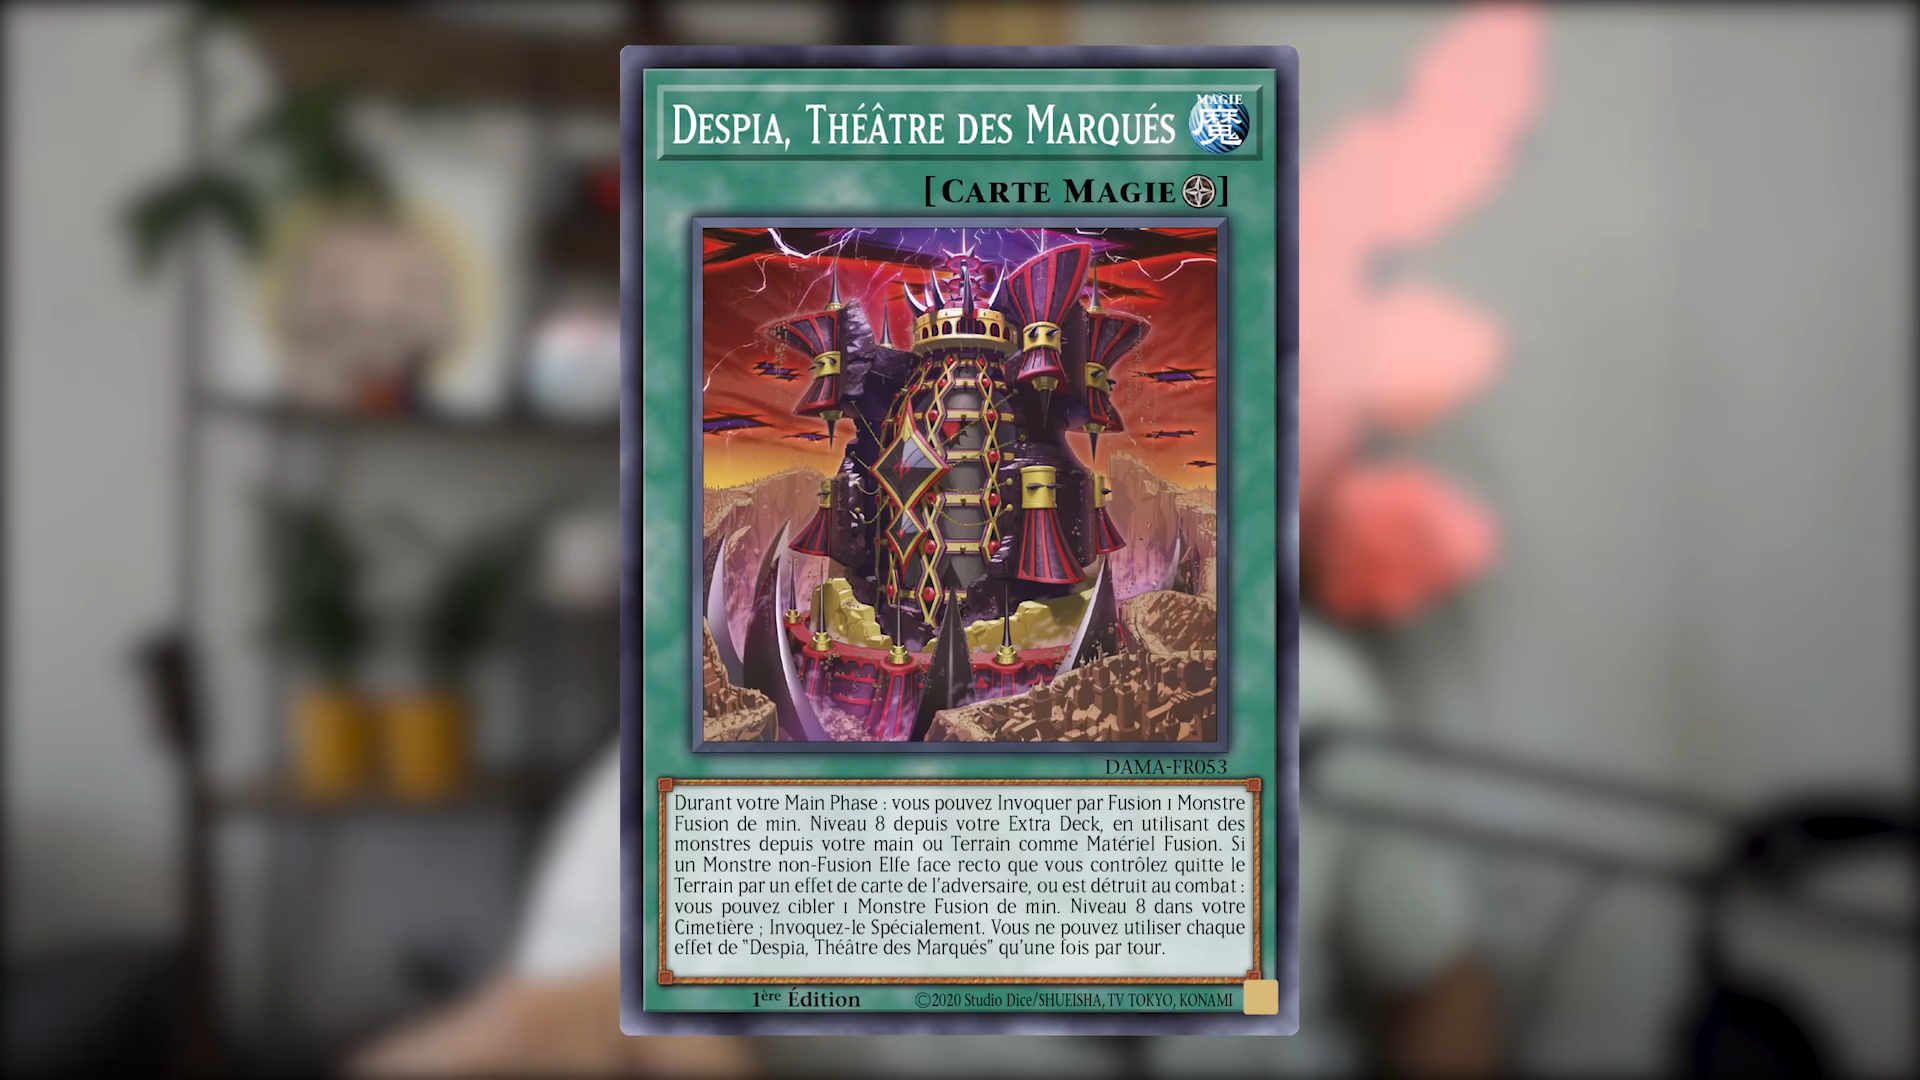 DESPIA, THÉÂTRE DES MARQUÉS
MAGIE
魔
[CARTE MAGIE]
DAMA-FR053
Durant votre Main Phase : vous pouvez Invoquer par Fusion 1 Monstre
Fusion de min. Niveau 8 depuis votre Extra Deck, en utilisant des
monstres depuis votre main ou Terrain comme Matériel Fusion. Si
un Monstre non-Fusion Elfe face recto que vous contrôlez quitte le
Terrain par un effet de carte de l'adversaire, ou est détruit au combat :
vous pouvez cibler 1 Monstre Fusion de min. Niveau 8 dans votre
Cimetière ; Invoquez-le Spécialement. Vous ne pouvez utiliser chaque
effet de "Despia, Théâtre des Marqués" qu'une fois par tour.
1ère Édition
©2020 Studio Dice/SHUEISHA, TV TOKYO, KONAMI